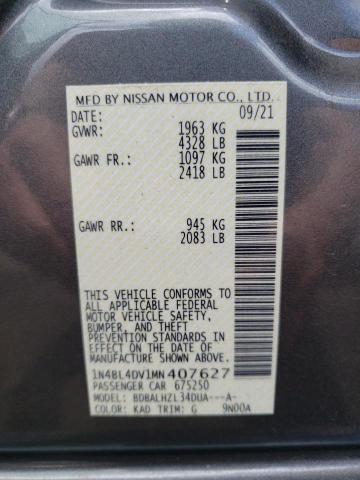 MFD BY NISSAN MOTOR CO., LTD.
DATE: 09/21
GVWR: 1963 KG
4328 LB
GAWR FR.: 1097 KG
2418 LB
GAWR RR.: 945 KG
2083 LB
THIS VEHICLE CONFORMS TO
ALL APPLICABLE FEDERAL
MOTOR VEHICLE SAFETY,
BUMPER, AND THEFT
PREVENTION STANDARDS IN
EFFECT ON THE DATE OF
MANUFACTURE SHOWN ABOVE.
1N4BL4DV1MN407627
PASSENGER CAR 675250
MODEL: BDBALHZL34DUA---A-
COLOR: KAD TRIM: G 9N00A